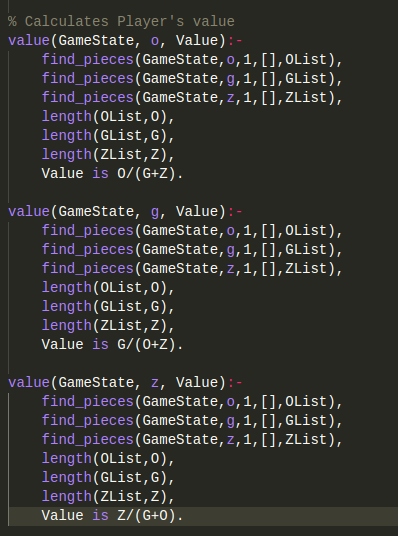 % Calculates Player's value
value(GameState, o, Value):-
    find_pieces(GameState,o,1,[],OList),
    find_pieces(GameState,g,1,[],GList),
    find_pieces(GameState,z,1,[],ZList),
    length(OList,O),
    length(GList,G),
    length(ZList,Z),
    Value is O/(G+Z).

value(GameState, g, Value):-
    find_pieces(GameState,o,1,[],OList),
    find_pieces(GameState,g,1,[],GList),
    find_pieces(GameState,z,1,[],ZList),
    length(OList,O),
    length(GList,G),
    length(ZList,Z),
    Value is G/(O+Z).

value(GameState, z, Value):-
    find_pieces(GameState,o,1,[],OList),
    find_pieces(GameState,g,1,[],GList),
    find_pieces(GameState,z,1,[],ZList),
    length(OList,O),
    length(GList,G),
    length(ZList,Z),
    Value is Z/(G+O).